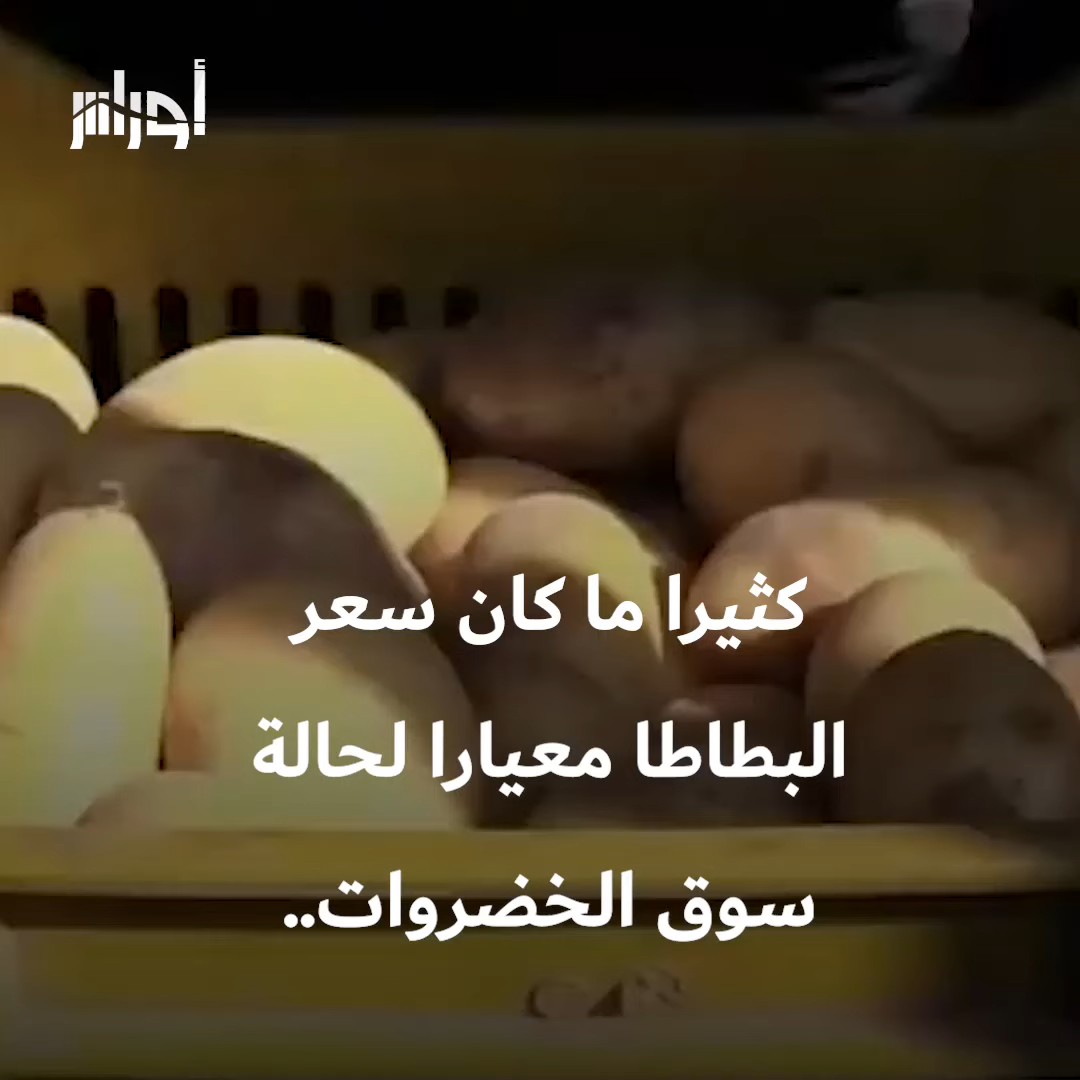 أوراس
كثيرا ما كان سعر
البطاطا معيارا لحالة
سوق الخضروات..